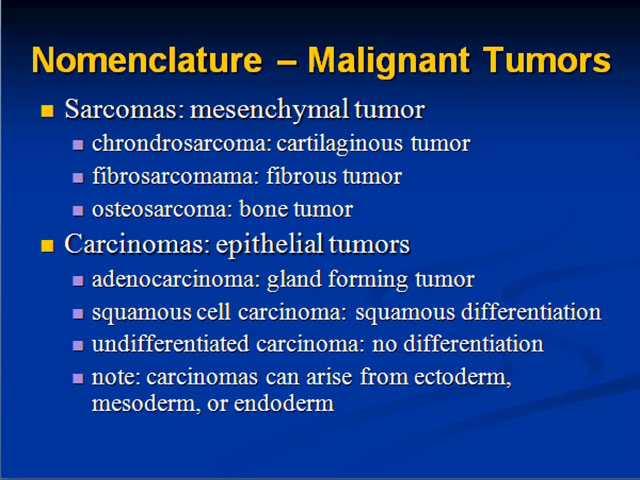 Nomenclature – Malignant Tumors
Sarcomas: mesenchymal tumor
chrondrosarcoma: cartilaginous tumor
fibrosarcomama: fibrous tumor
osteosarcoma: bone tumor
Carcinomas: epithelial tumors
adenocarcinoma: gland forming tumor
squamous cell carcinoma: squamous differentiation
undifferentiated carcinoma: no differentiation
note: carcinomas can arise from ectoderm,
mesoderm, or endoderm